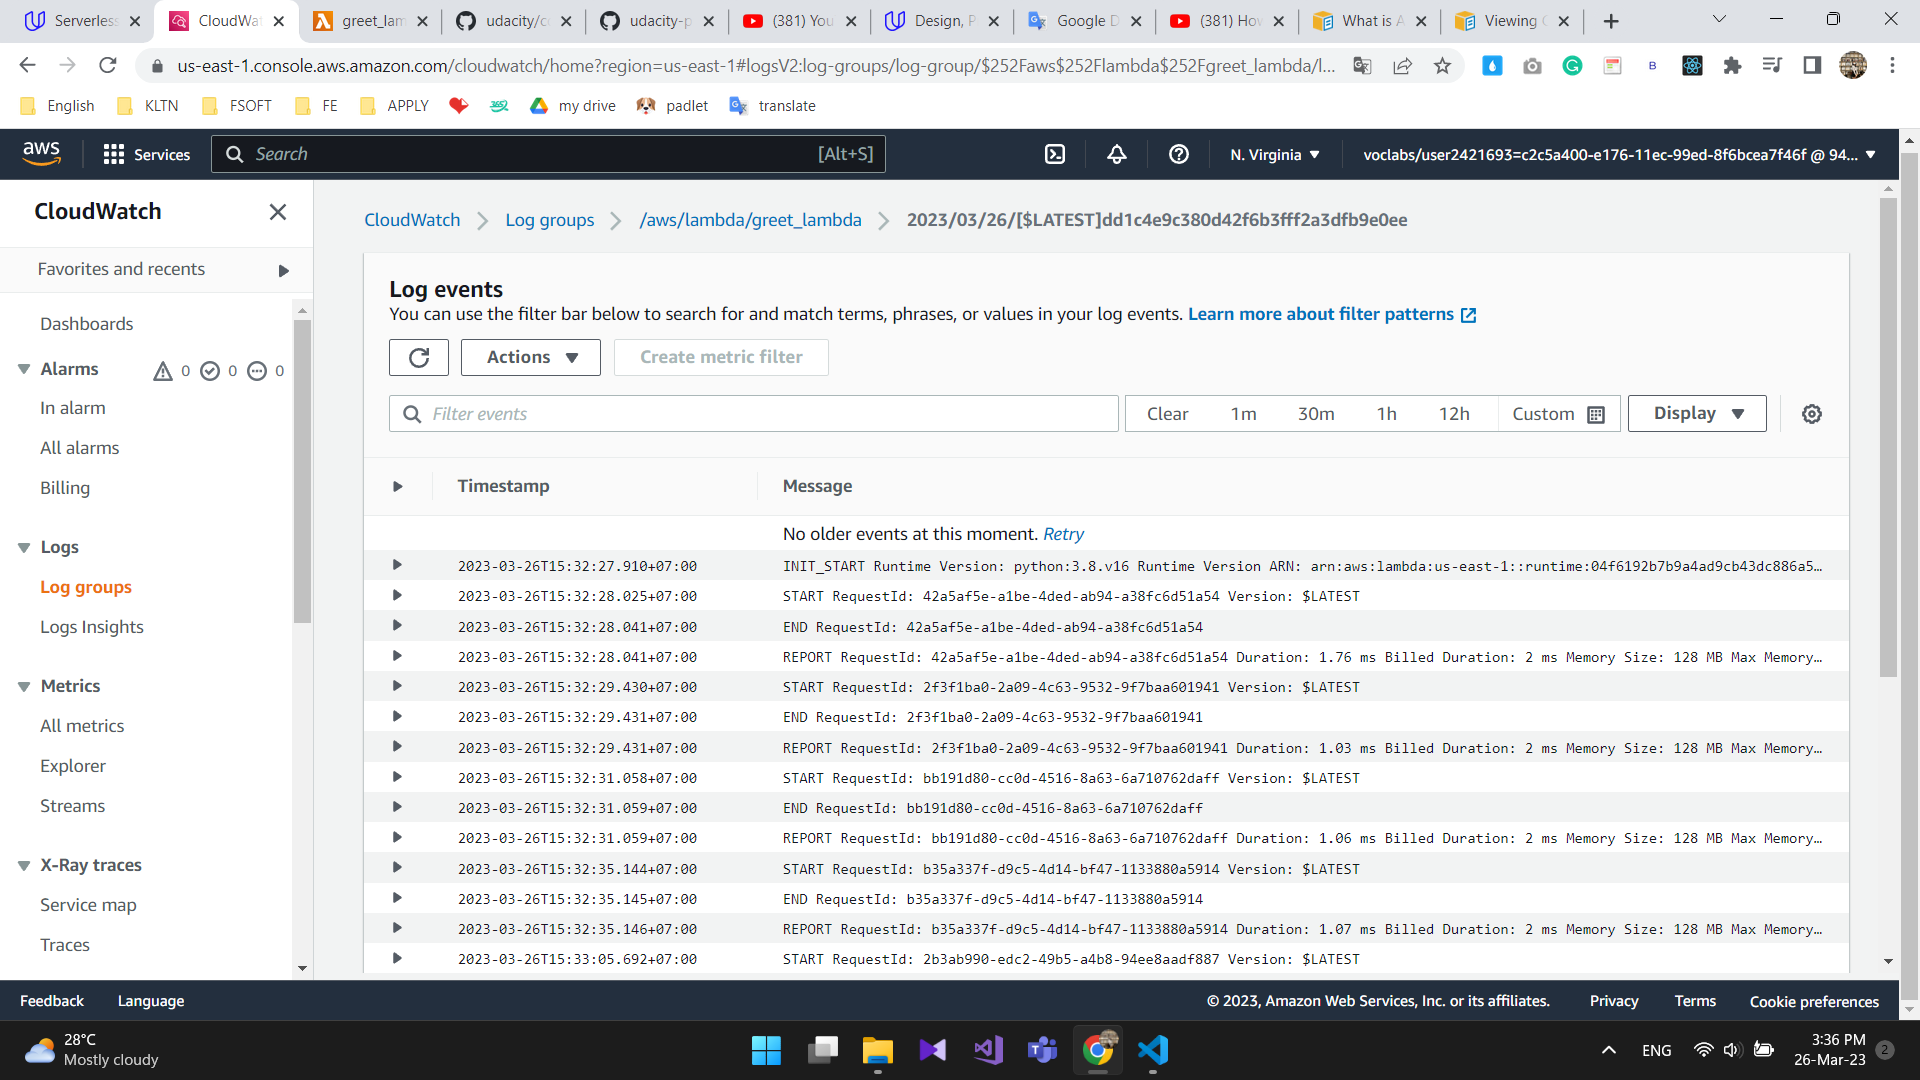 Serverless
CloudWat
greet_lam
udacity/c
udacity-p
(381) You
Design, P
Google D
(381) How
What is A
Viewing
us-east-1.console.aws.amazon.com/cloudwatch/home?region=us-east-1#logsV2:log-groups/log-group/$252Faws$252Flambda$252Fgreet_lambda/l...
English
KLTN
FSOFT
FE
APPLY
my drive
padlet
translate
aws
Services
Search
[Alt+S]
N. Virginia
voclabs/user2421693=c2c5a400-e176-11ec-99ed-8f6bcea7f46f @ 94...
CloudWatch
Favorites and recents
Dashboards
Alarms
0
0
0
In alarm
All alarms
Billing
Logs
Log groups
Logs Insights
Metrics
All metrics
Explorer
Streams
X-Ray traces
Service map
Traces
CloudWatch
Log groups
/aws/lambda/greet_lambda
2023/03/26/[$LATEST]dd1c4e9c380d42f6b3fff2a3dfb9e0ee
Log events
You can use the filter bar below to search for and match terms, phrases, or values in your log events. Learn more about filter patterns
Actions
Create metric filter
Filter events
Clear
1m
30m
1h
12h
Custom
Display
Timestamp
Message
No older events at this moment. Retry
2023-03-26T15:32:27.910+07:00 INIT_START Runtime Version: python:3.8.v16 Runtime Version ARN: arn:aws:lambda:us-east-1::runtime:04f6192b7b9a4ad9cb43dc886a5…
2023-03-26T15:32:28.025+07:00 START RequestId: 42a5af5e-a1be-4ded-ab94-a38fc6d51a54 Version: $LATEST
2023-03-26T15:32:28.041+07:00 END RequestId: 42a5af5e-a1be-4ded-ab94-a38fc6d51a54
2023-03-26T15:32:28.041+07:00 REPORT RequestId: 42a5af5e-a1be-4ded-ab94-a38fc6d51a54 Duration: 1.76 ms Billed Duration: 2 ms Memory Size: 128 MB Max Memory…
2023-03-26T15:32:29.430+07:00 START RequestId: 2f3f1ba0-2a09-4c63-9532-9f7baa601941 Version: $LATEST
2023-03-26T15:32:29.431+07:00 END RequestId: 2f3f1ba0-2a09-4c63-9532-9f7baa601941
2023-03-26T15:32:29.431+07:00 REPORT RequestId: 2f3f1ba0-2a09-4c63-9532-9f7baa601941 Duration: 1.03 ms Billed Duration: 2 ms Memory Size: 128 MB Max Memory…
2023-03-26T15:32:31.058+07:00 START RequestId: bb191d80-cc0d-4516-8a63-6a710762daff Version: $LATEST
2023-03-26T15:32:31.059+07:00 END RequestId: bb191d80-cc0d-4516-8a63-6a710762daff
2023-03-26T15:32:31.059+07:00 REPORT RequestId: bb191d80-cc0d-4516-8a63-6a710762daff Duration: 1.06 ms Billed Duration: 2 ms Memory Size: 128 MB Max Memory…
2023-03-26T15:32:35.144+07:00 START RequestId: b35a337f-d9c5-4d14-bf47-1133880a5914 Version: $LATEST
2023-03-26T15:32:35.145+07:00 END RequestId: b35a337f-d9c5-4d14-bf47-1133880a5914
2023-03-26T15:32:35.146+07:00 REPORT RequestId: b35a337f-d9c5-4d14-bf47-1133880a5914 Duration: 1.07 ms Billed Duration: 2 ms Memory Size: 128 MB Max Memory…
2023-03-26T15:33:05.692+07:00 START RequestId: 2b3ab990-edc2-49b5-a4b8-94ee8aadf887 Version: $LATEST
Feedback
Language
© 2023, Amazon Web Services, Inc. or its affiliates.
Privacy
Terms
Cookie preferences
28°C
Mostly cloudy
ENG
3:36 PM
26-Mar-23
2